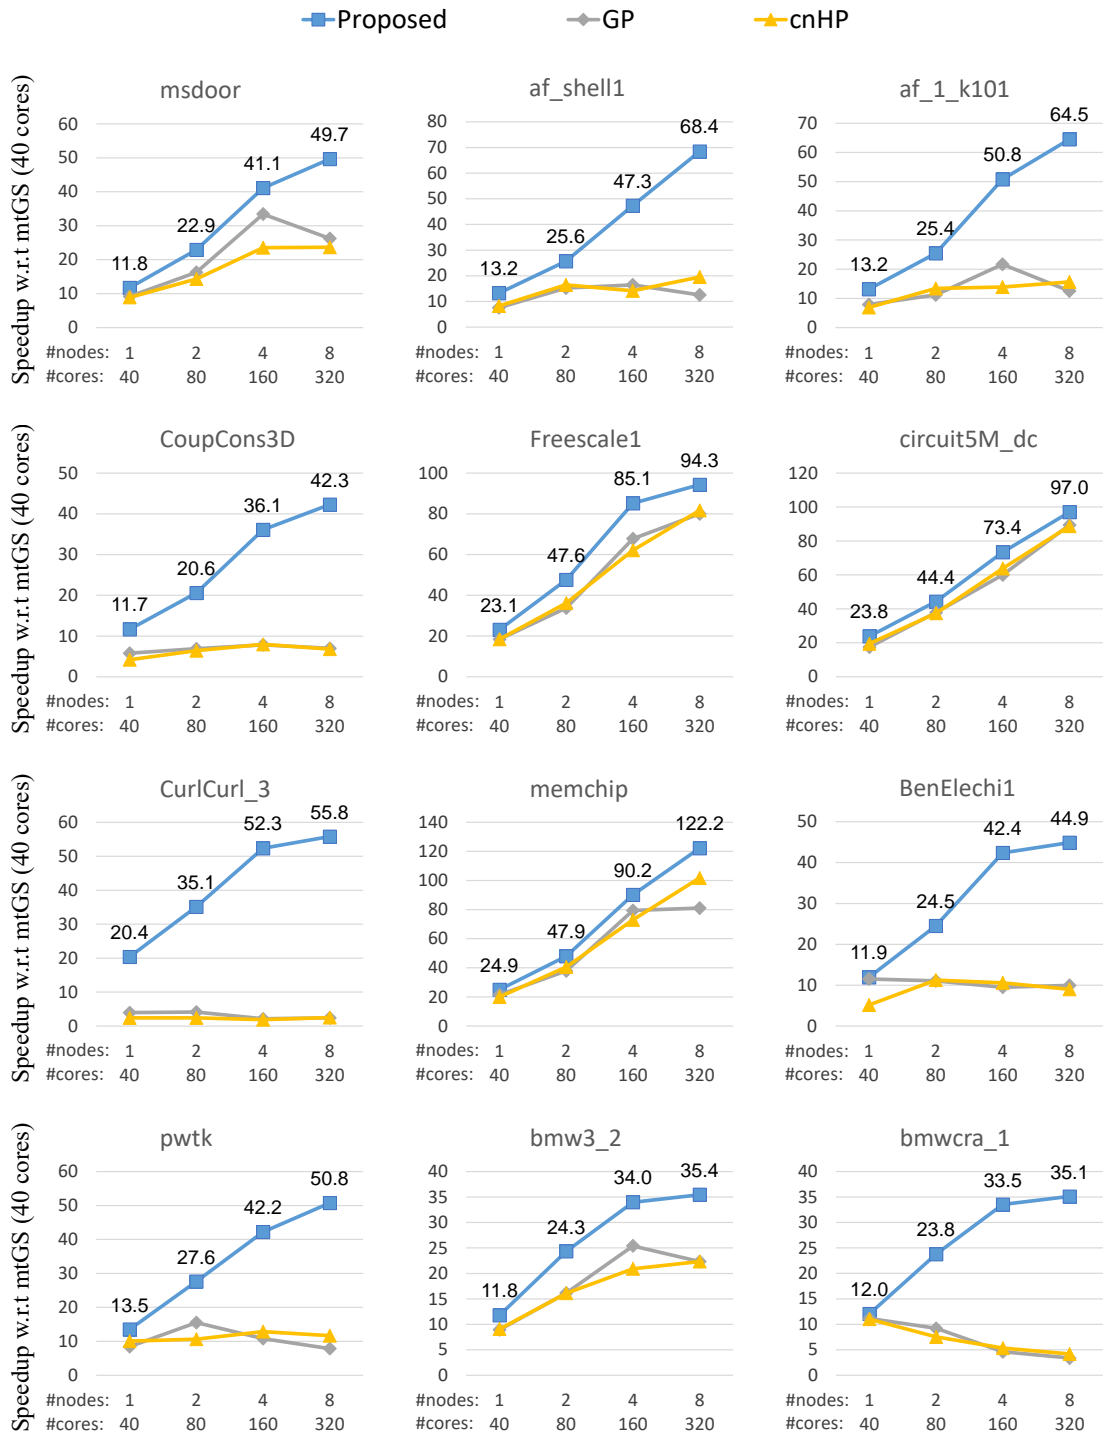 Proposed GP cnHP
Speedup w.r.t mtGS (40 cores)
msdoor
60
50
40
30
20
10
0
11.8 22.9 41.1 49.7
#nodes: 1 2 4 8
#cores: 40 80 160 320
af_shell1
80
70
60
50
40
30
20
10
0
13.2 25.6 47.3 68.4
#nodes: 1 2 4 8
#cores: 40 80 160 320
af_1_k101
70
60
50
40
30
20
10
0
13.2 25.4 50.8 64.5
#nodes: 1 2 4 8
#cores: 40 80 160 320
Speedup w.r.t mtGS (40 cores)
CoupCons3D
50
40
30
20
10
0
11.7 20.6 36.1 42.3
#nodes: 1 2 4 8
#cores: 40 80 160 320
Freescale1
100
80
60
40
20
0
23.1 47.6 85.1 94.3
#nodes: 1 2 4 8
#cores: 40 80 160 320
circuit5M_dc
120
100
80
60
40
20
0
23.8 44.4 73.4 97.0
#nodes: 1 2 4 8
#cores: 40 80 160 320
Speedup w.r.t mtGS (40 cores)
CurlCurl_3
60
50
40
30
20
10
0
20.4 35.1 52.3 55.8
#nodes: 1 2 4 8
#cores: 40 80 160 320
memchip
140
120
100
80
60
40
20
0
24.9 47.9 90.2 122.2
#nodes: 1 2 4 8
#cores: 40 80 160 320
BenElechi1
50
40
30
20
10
0
11.9 24.5 42.4 44.9
#nodes: 1 2 4 8
#cores: 40 80 160 320
Speedup w.r.t mtGS (40 cores)
pwtk
60
50
40
30
20
10
0
13.5 27.6 42.2 50.8
#nodes: 1 2 4 8
#cores: 40 80 160 320
bmw3_2
40
35
30
25
20
15
10
5
0
11.8 24.3 34.0 35.4
#nodes: 1 2 4 8
#cores: 40 80 160 320
bmwcra_1
40
35
30
25
20
15
10
5
0
12.0 23.8 33.5 35.1
#nodes: 1 2 4 8
#cores: 40 80 160 320